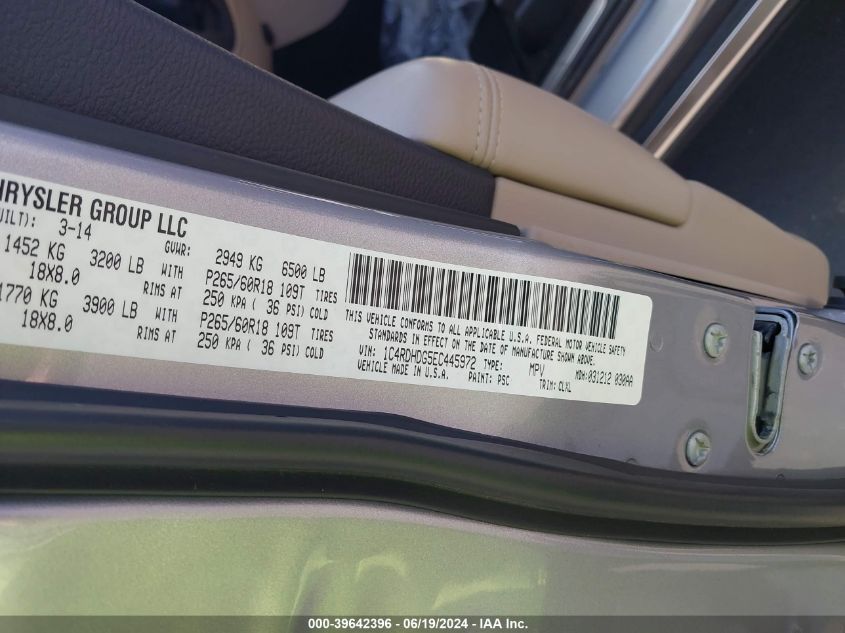 HRYSLER GROUP LLC
UILT): 3-14 GVWR: 2949 KG 6500 LB
1452 KG 3200 LB WITH P265/60R18 109T TIRES
18X8.0 RIMS AT 250 KPA ( 36 PSI) COLD
1770 KG 3900 LB WITH P265/60R18 109T TIRES
18X8.0 RIMS AT 250 KPA ( 36 PSI) COLD
THIS VEHICLE CONFORMS TO ALL APPLICABLE U.S.A. FEDERAL MOTOR VEHICLE SAFETY
STANDARDS IN EFFECT ON THE DATE OF MANUFACTURE SHOWN ABOVE.
VIN: 1C4RDHDG5EC445972 TYPE: MPV MDH:031212 030AA
VEHICLE MADE IN U.S.A. PAINT: PSC TRIM: CLXL
000-39642396 - 06/19/2024 - IAA Inc.